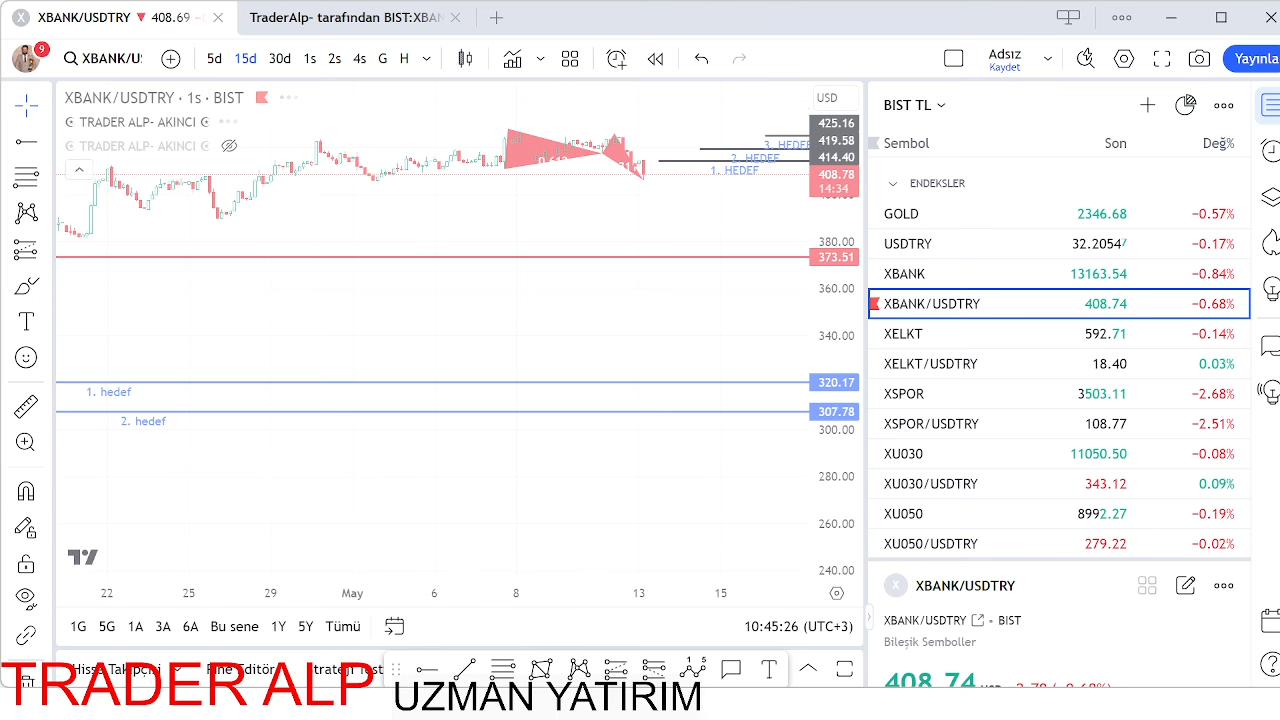 XBANK/USDTRY ▼ 408.69 −0
TraderAlp- tarafından BIST:XBAN
9
XBANK/U:
5d 15d 30d 1s 2s 4s G H
Adsız
Kaydet
Yayınla
XBANK/USDTRY · 1s · BIST
USD
TRADER ALP- AKINCI
TRADER ALP- AKINCI
425.16
419.58
414.40
408.78
14:34
3. HEDEF
2. HEDEF
1. HEDEF
400.00
380.00
373.51
360.00
340.00
320.17
1. hedef
307.78
2. hedef
300.00
280.00
260.00
240.00
22 25 29 May 6 8 13 15
1G 5G 1A 3A 6A Bu sene 1Y 5Y Tümü
10:45:26 (UTC+3)
BIST TL
Sembol Son Değ%
ENDEKSLER
GOLD 2346.68 −0.57%
USDTRY 32.2054⁷ −0.17%
XBANK 13163.54 −0.84%
XBANK/USDTRY 408.74 −0.68%
XELKT 592.71 −0.14%
XELKT/USDTRY 18.40 0.03%
XSPOR 3503.11 −2.68%
XSPOR/USDTRY 108.77 −2.51%
XU030 11050.50 −0.08%
XU030/USDTRY 343.12 0.09%
XU050 8992.27 −0.19%
XU050/USDTRY 279.22 −0.02%
X XBANK/USDTRY
XBANK/USDTRY • BIST
Bileşik Semboller
408.74
TRADER ALP UZMAN YATIRIM